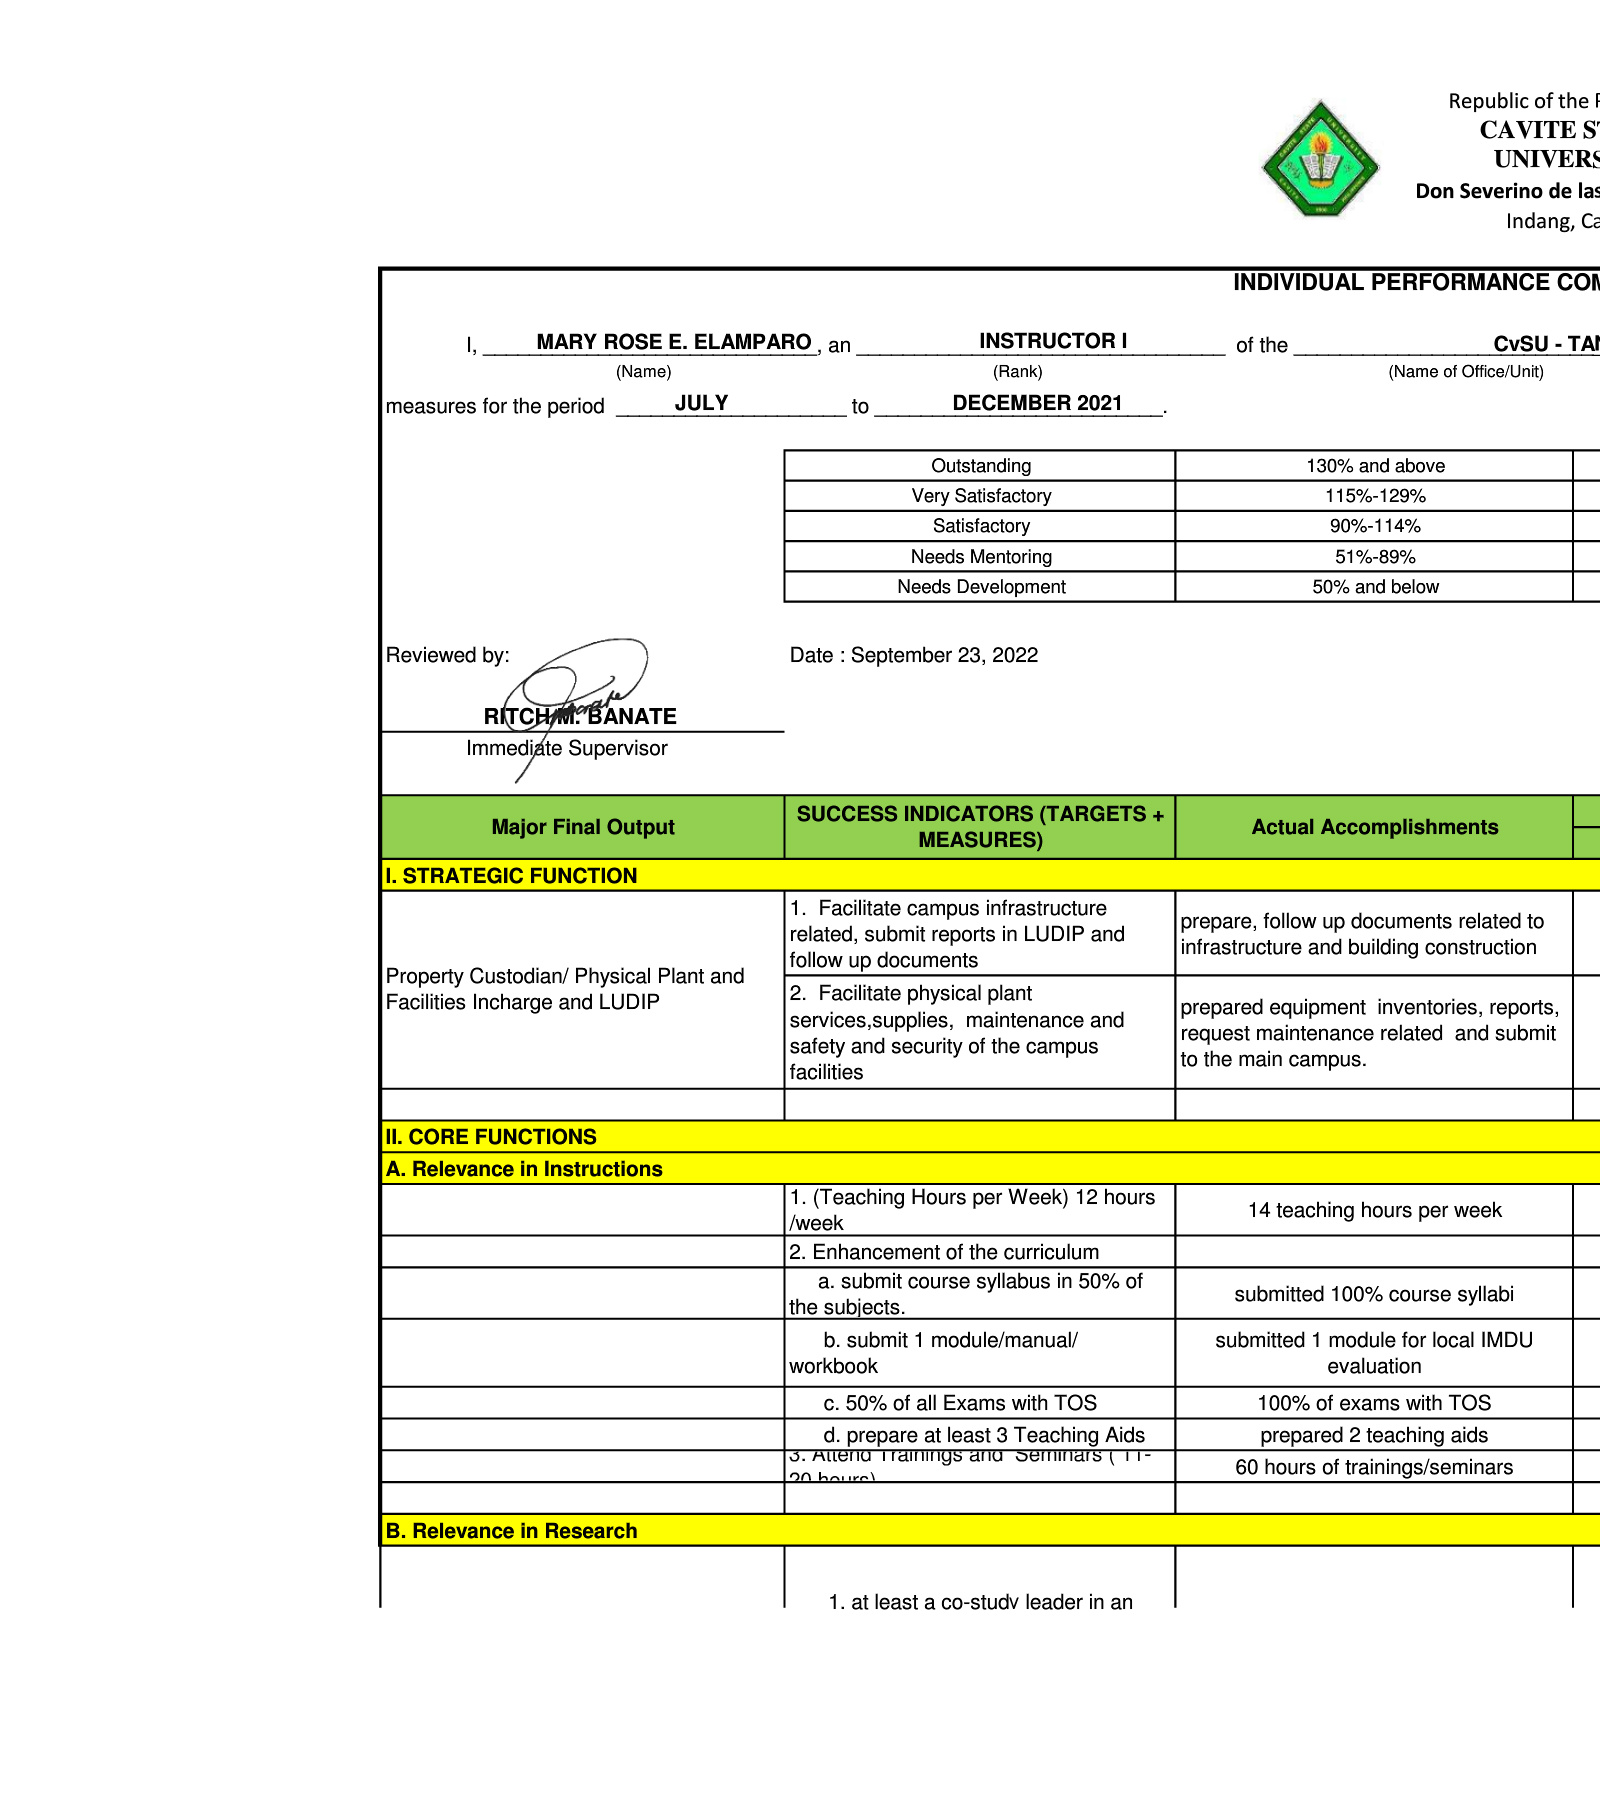 Republic of the
CAVITE
UNIVERS
Don Severino de las
Indang,
INDIVIDUAL PERFORMANCE
I, MARY ROSE E. ELAMPARO, an INSTRUCTOR I of the CvSU -
(Name) (Rank) (Name of Office/Unit)
measures for the period JULY to DECEMBER 2021.
Outstanding 130% and above
Very Satisfactory 115%-129%
Satisfactory 90%-114%
Needs Mentoring 51%-89%
Needs Development 50% and below
Reviewed by: Date : September 23, 2022
RITCH M. BANATE
Immediate Supervisor
Major Final Output
SUCCESS INDICATORS (TARGETS +
MEASURES)
Actual Accomplishments
I. STRATEGIC FUNCTION
Property Custodian/ Physical Plant and
Facilities Incharge and LUDIP
1. Facilitate campus infrastructure
related, submit reports in LUDIP and
follow up documents
prepare, follow up documents related to
infrastructure and building construction
2. Facilitate physical plant
services,supplies, maintenance and
safety and security of the campus
facilities
prepared equipment inventories, reports,
request maintenance related and submit
to the main campus.
II. CORE FUNCTIONS
A. Relevance in Instructions
1. (Teaching Hours per Week) 12 hours
/week
14 teaching hours per week
2. Enhancement of the curriculum
a. submit course syllabus in 50% of
the subjects.
submitted 100% course syllabi
b. submit 1 module/manual/
workbook
submitted 1 module for local IMDU
evaluation
c. 50% of all Exams with TOS
100% of exams with TOS
d. prepare at least 3 Teaching Aids
prepared 2 teaching aids
3. Attend Trainings and Seminars ( 11-
20 hours)
60 hours of trainings/seminars
B. Relevance in Research
1. at least a co-study leader in an